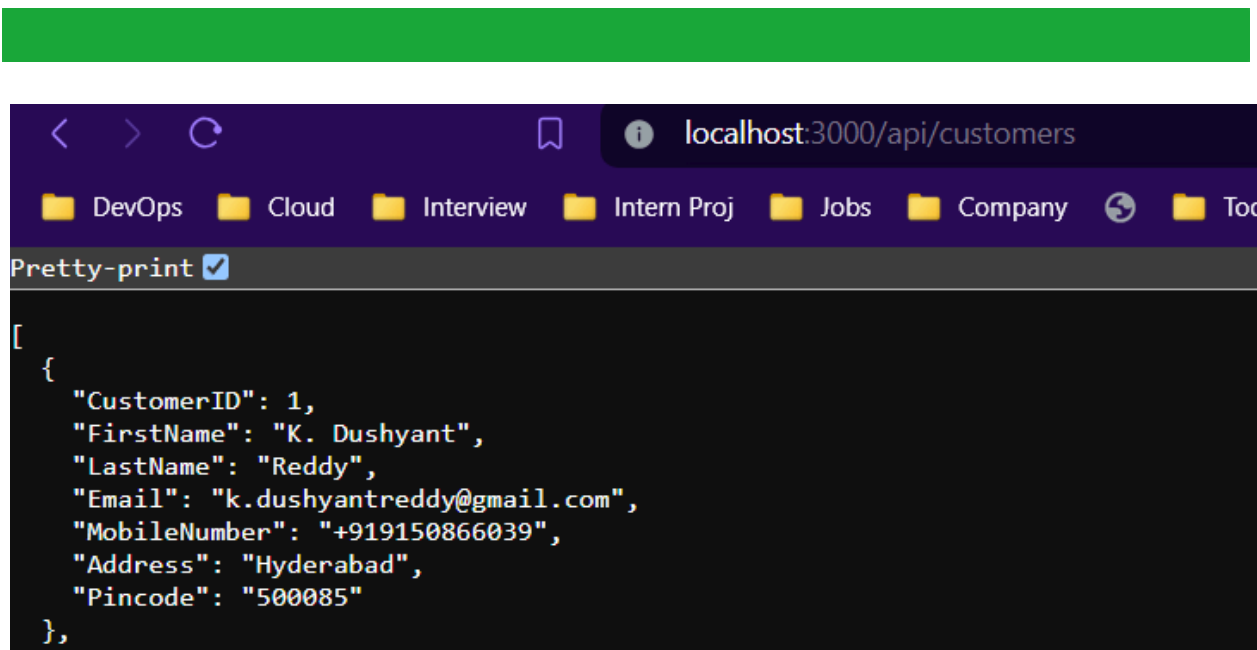 localhost:3000/api/customers
DevOps Cloud Interview Intern Proj Jobs Company
Pretty-print
[
{
"CustomerID": 1,
"FirstName": "K. Dushyant",
"LastName": "Reddy",
"Email": "k.dushyantreddy@gmail.com",
"MobileNumber": "+919150866039",
"Address": "Hyderabad",
"Pincode": "500085"
},